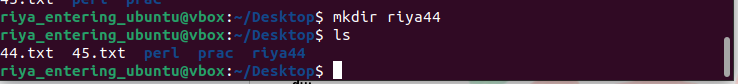 riya_entering_ubuntu@vbox:~/Desktop$ mkdir riya44
riya_entering_ubuntu@vbox:~/Desktop$ ls
44.txt  45.txt  perl  prac  riya44
riya_entering_ubuntu@vbox:~/Desktop$